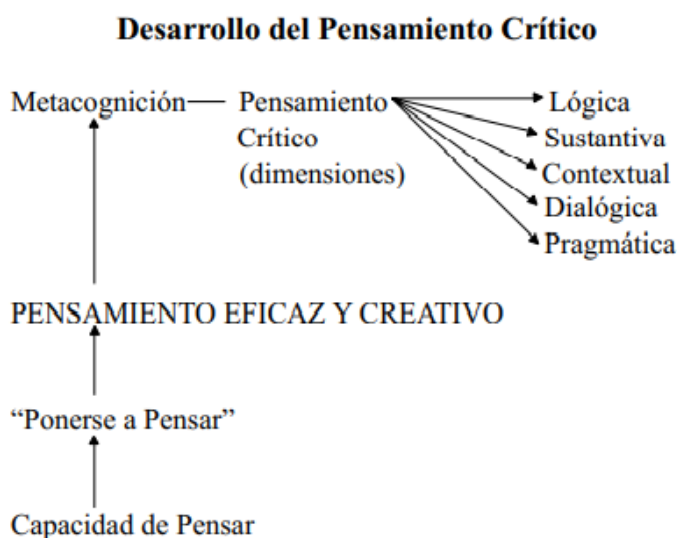 Desarrollo del Pensamiento Crítico
Metacognición
Pensamiento
Crítico
(dimensiones)
Lógica
Sustantiva
Contextual
Dialógica
Pragmática
PENSAMIENTO EFICAZ Y CREATIVO
“Ponerse a Pensar”
Capacidad de Pensar